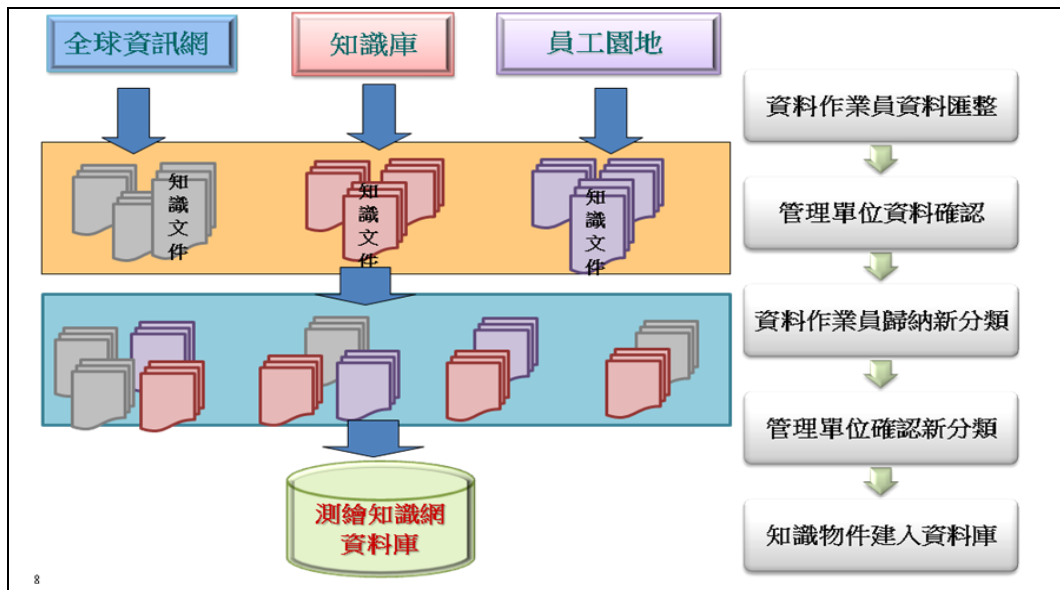 全球資訊網
知識庫
員工園地
知識文件
知識文件
知識文件
測繪知識網
資料庫
資料作業員資料匯整
管理單位資料確認
資料作業員歸納新分類
管理單位確認新分類
知識物件建入資料庫
8